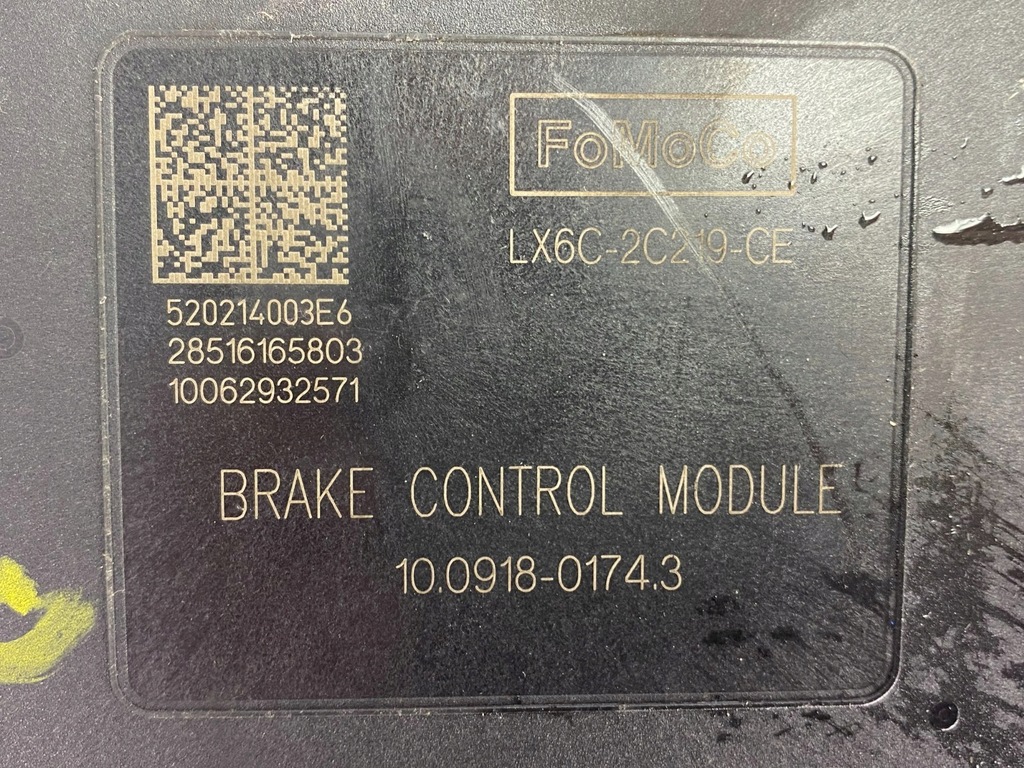 FoMoCo
LX6C-2C219-CE
520214003E6
28516165803
10062932571
BRAKE CONTROL MODULE
10.0918-0174.3